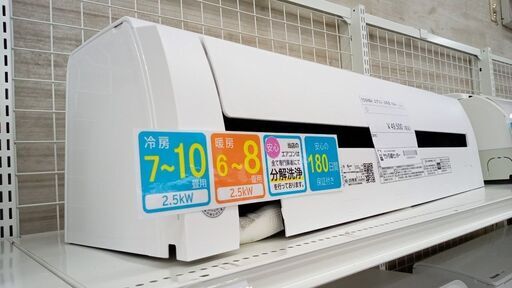 冷房
7~10
畳用
2.5kW
暖房
6~8
畳用
2.5kW
安心
当店の
エアコンは
全て専門業者にて
分解洗浄
を行っております。
安心の
180日間
保証付き
¥49,500